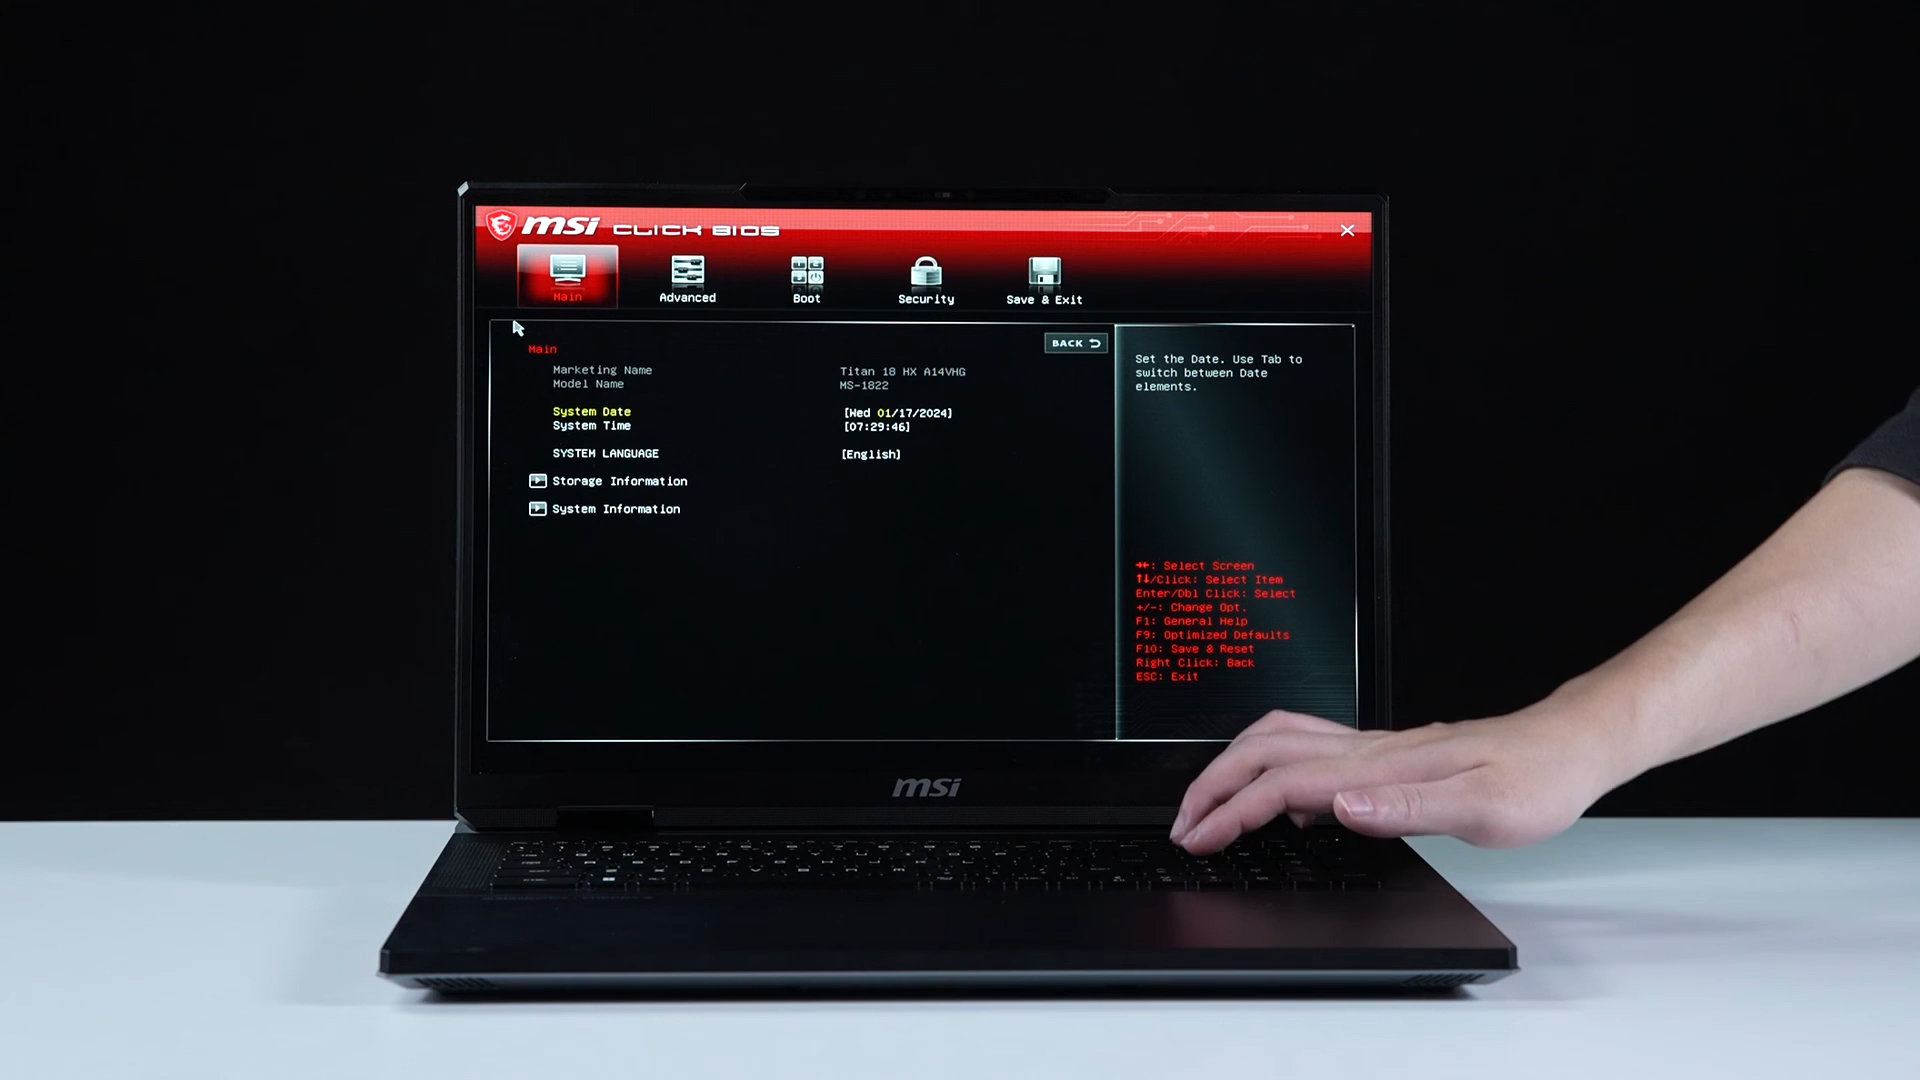 msi CLICK BIOS
Main
Advanced
Boot
Security
Save & Exit
BACK
Main
Marketing Name Titan 18 HX A14VHG
Model Name MS-1822
System Date [Wed 01/17/2024]
System Time [07:29:46]
SYSTEM LANGUAGE [English]
Storage Information
System Information
Set the Date. Use Tab to
switch between Date
elements.
→←: Select Screen
↑↓/Click: Select Item
Enter/Dbl Click: Select
+/-: Change Opt.
F1: General Help
F9: Optimized Defaults
F10: Save & Reset
Right Click: Back
ESC: Exit
msi